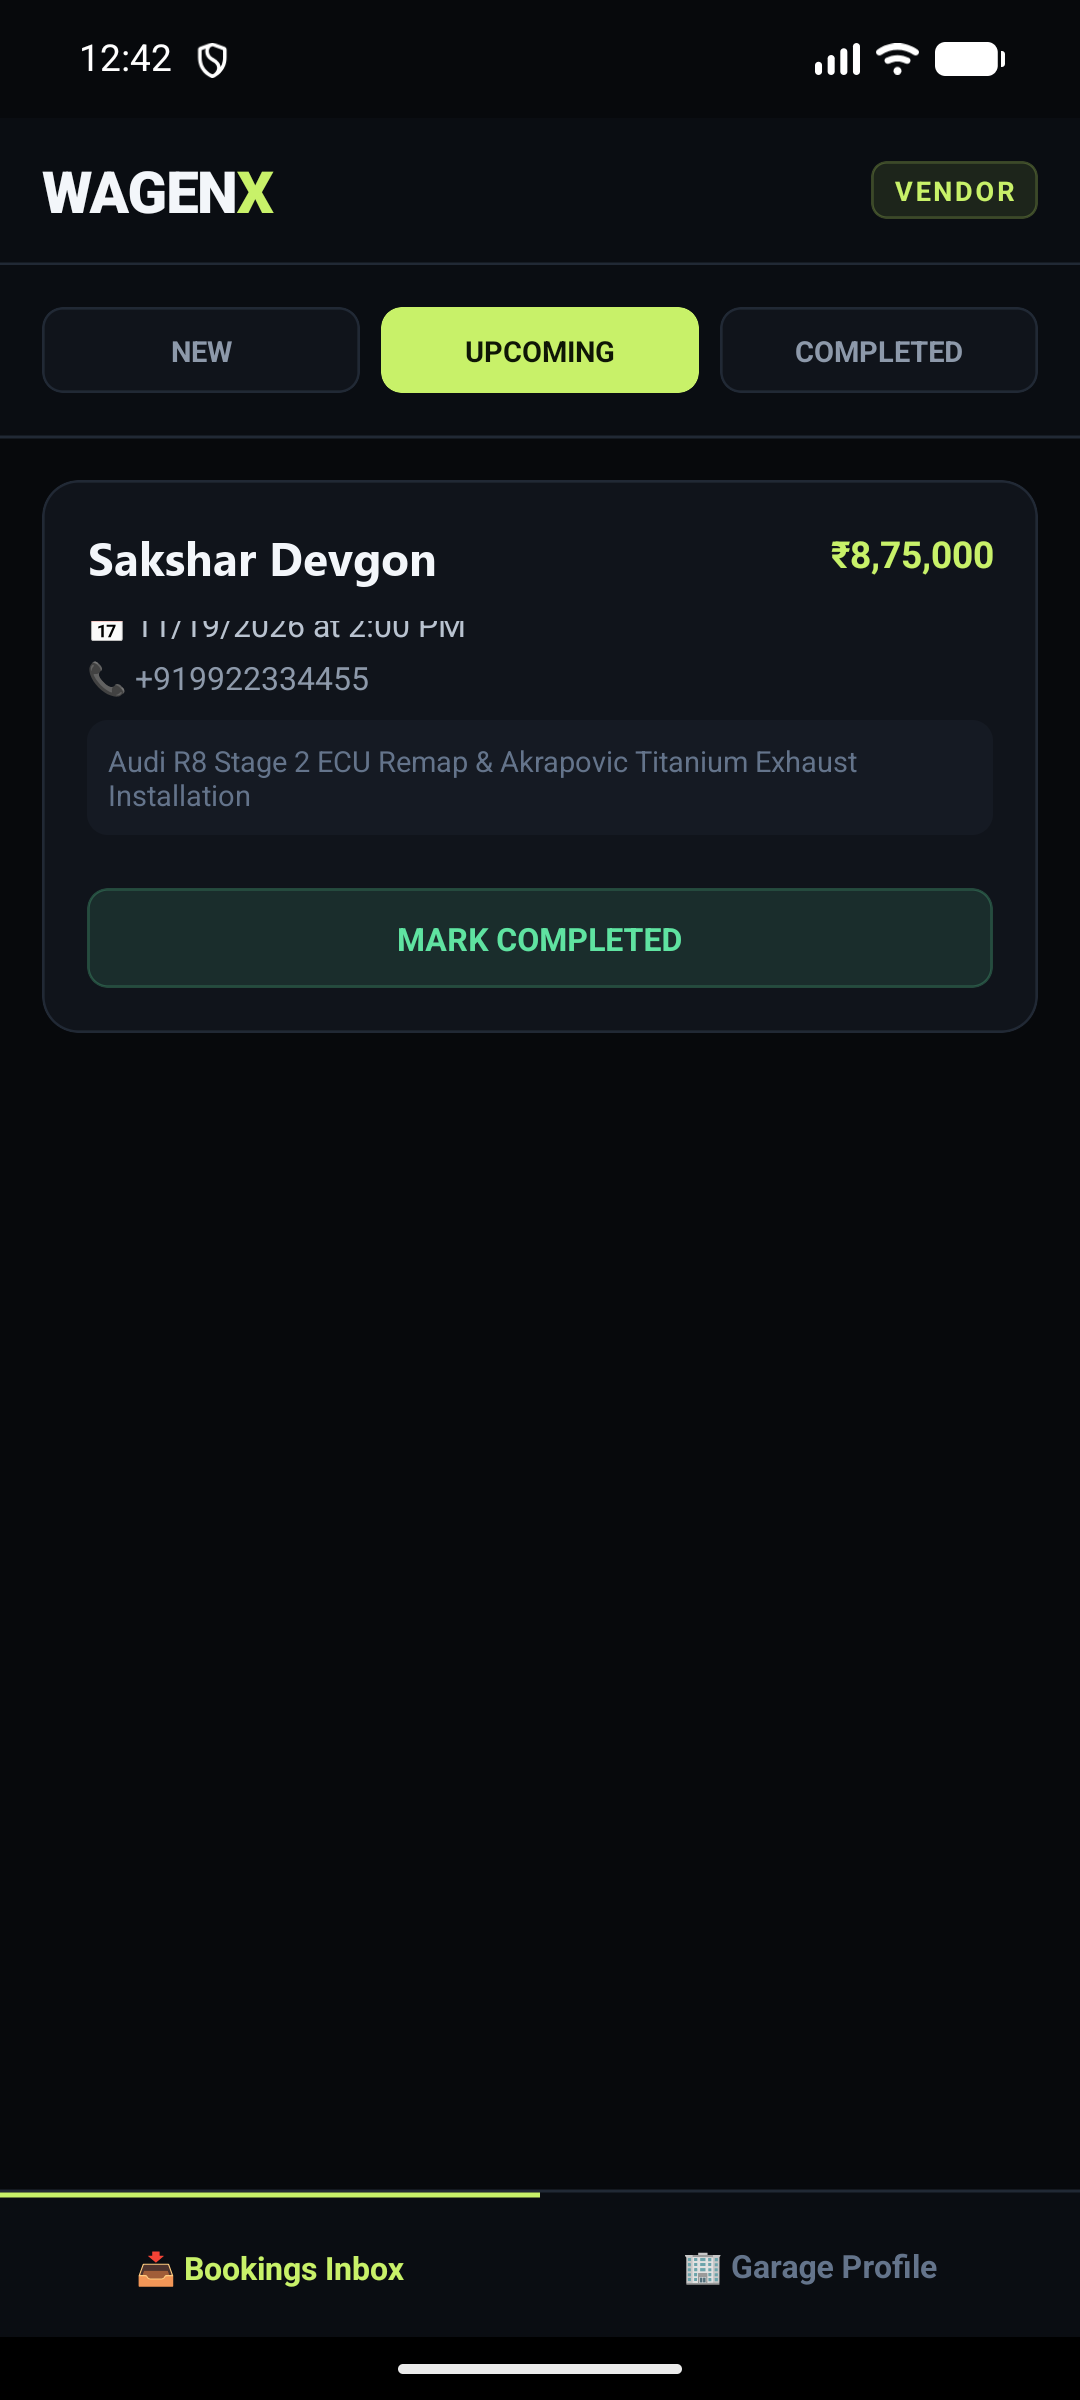 12:42
WAGENX
VENDOR
NEW
UPCOMING
COMPLETED
Sakshar Devgon
₹8,75,000
17 11/19/2026 at 2:00 PM
+919922334455
Audi R8 Stage 2 ECU Remap & Akrapovic Titanium Exhaust
Installation
MARK COMPLETED
Bookings Inbox
Garage Profile